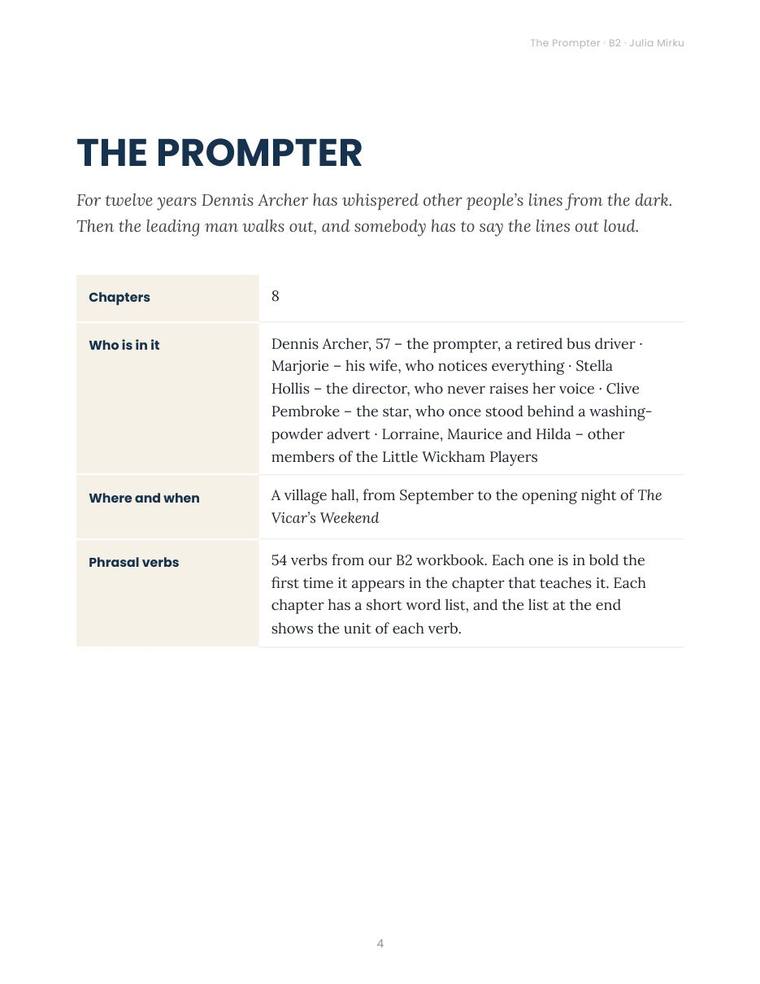 The Prompter · B2 · Julia Mirku
THE PROMPTER
For twelve years Dennis Archer has whispered other people’s lines from the dark.
Then the leading man walks out, and somebody has to say the lines out loud.
Chapters
8
Who is in it
Dennis Archer, 57 – the prompter, a retired bus driver ·
Marjorie – his wife, who notices everything · Stella
Hollis – the director, who never raises her voice · Clive
Pembroke – the star, who once stood behind a washing-
powder advert · Lorraine, Maurice and Hilda – other
members of the Little Wickham Players
Where and when
A village hall, from September to the opening night of The
Vicar’s Weekend
Phrasal verbs
54 verbs from our B2 workbook. Each one is in bold the
first time it appears in the chapter that teaches it. Each
chapter has a short word list, and the list at the end
shows the unit of each verb.
4